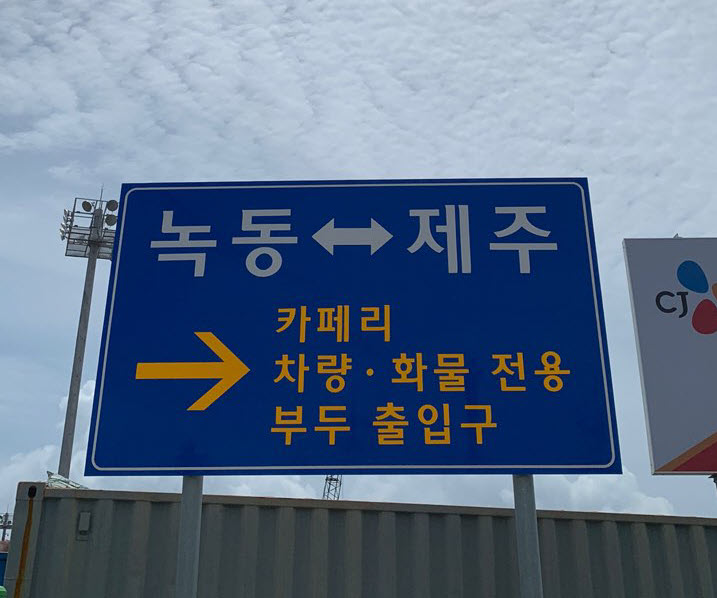 녹동↔제주
카페리
차량·화물 전용
부두 출입구
CJ